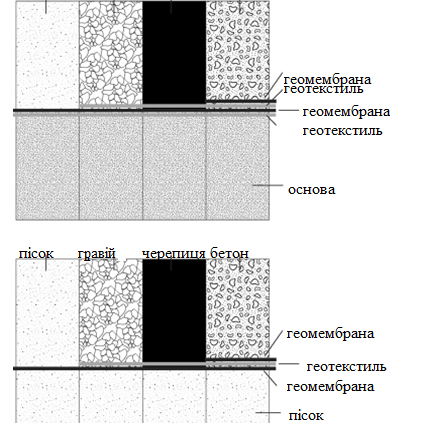 геомембрана
геотекстиль
геомембрана
геотекстиль
основа
пісок гравій черепиця бетон
геомембрана
геотекстиль
геомембрана
пісок